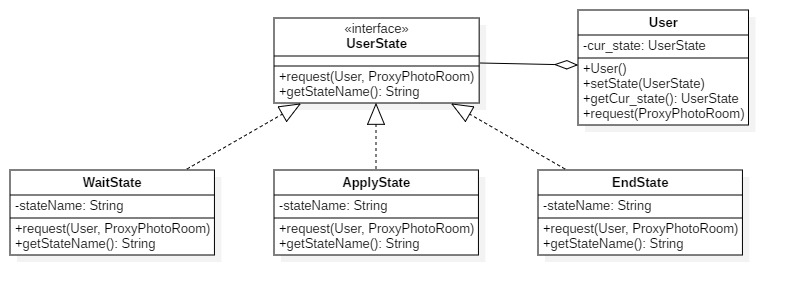 «interface»
UserState
+request(User, ProxyPhotoRoom)
+getStateName(): String
User
-cur_state: UserState
+User()
+setState(UserState)
+getCur_state(): UserState
+request(ProxyPhotoRoom)
WaitState
-stateName: String
+request(User, ProxyPhotoRoom)
+getStateName(): String
ApplyState
-stateName: String
+request(User, ProxyPhotoRoom)
+getStateName(): String
EndState
-stateName: String
+request(User, ProxyPhotoRoom)
+getStateName(): String